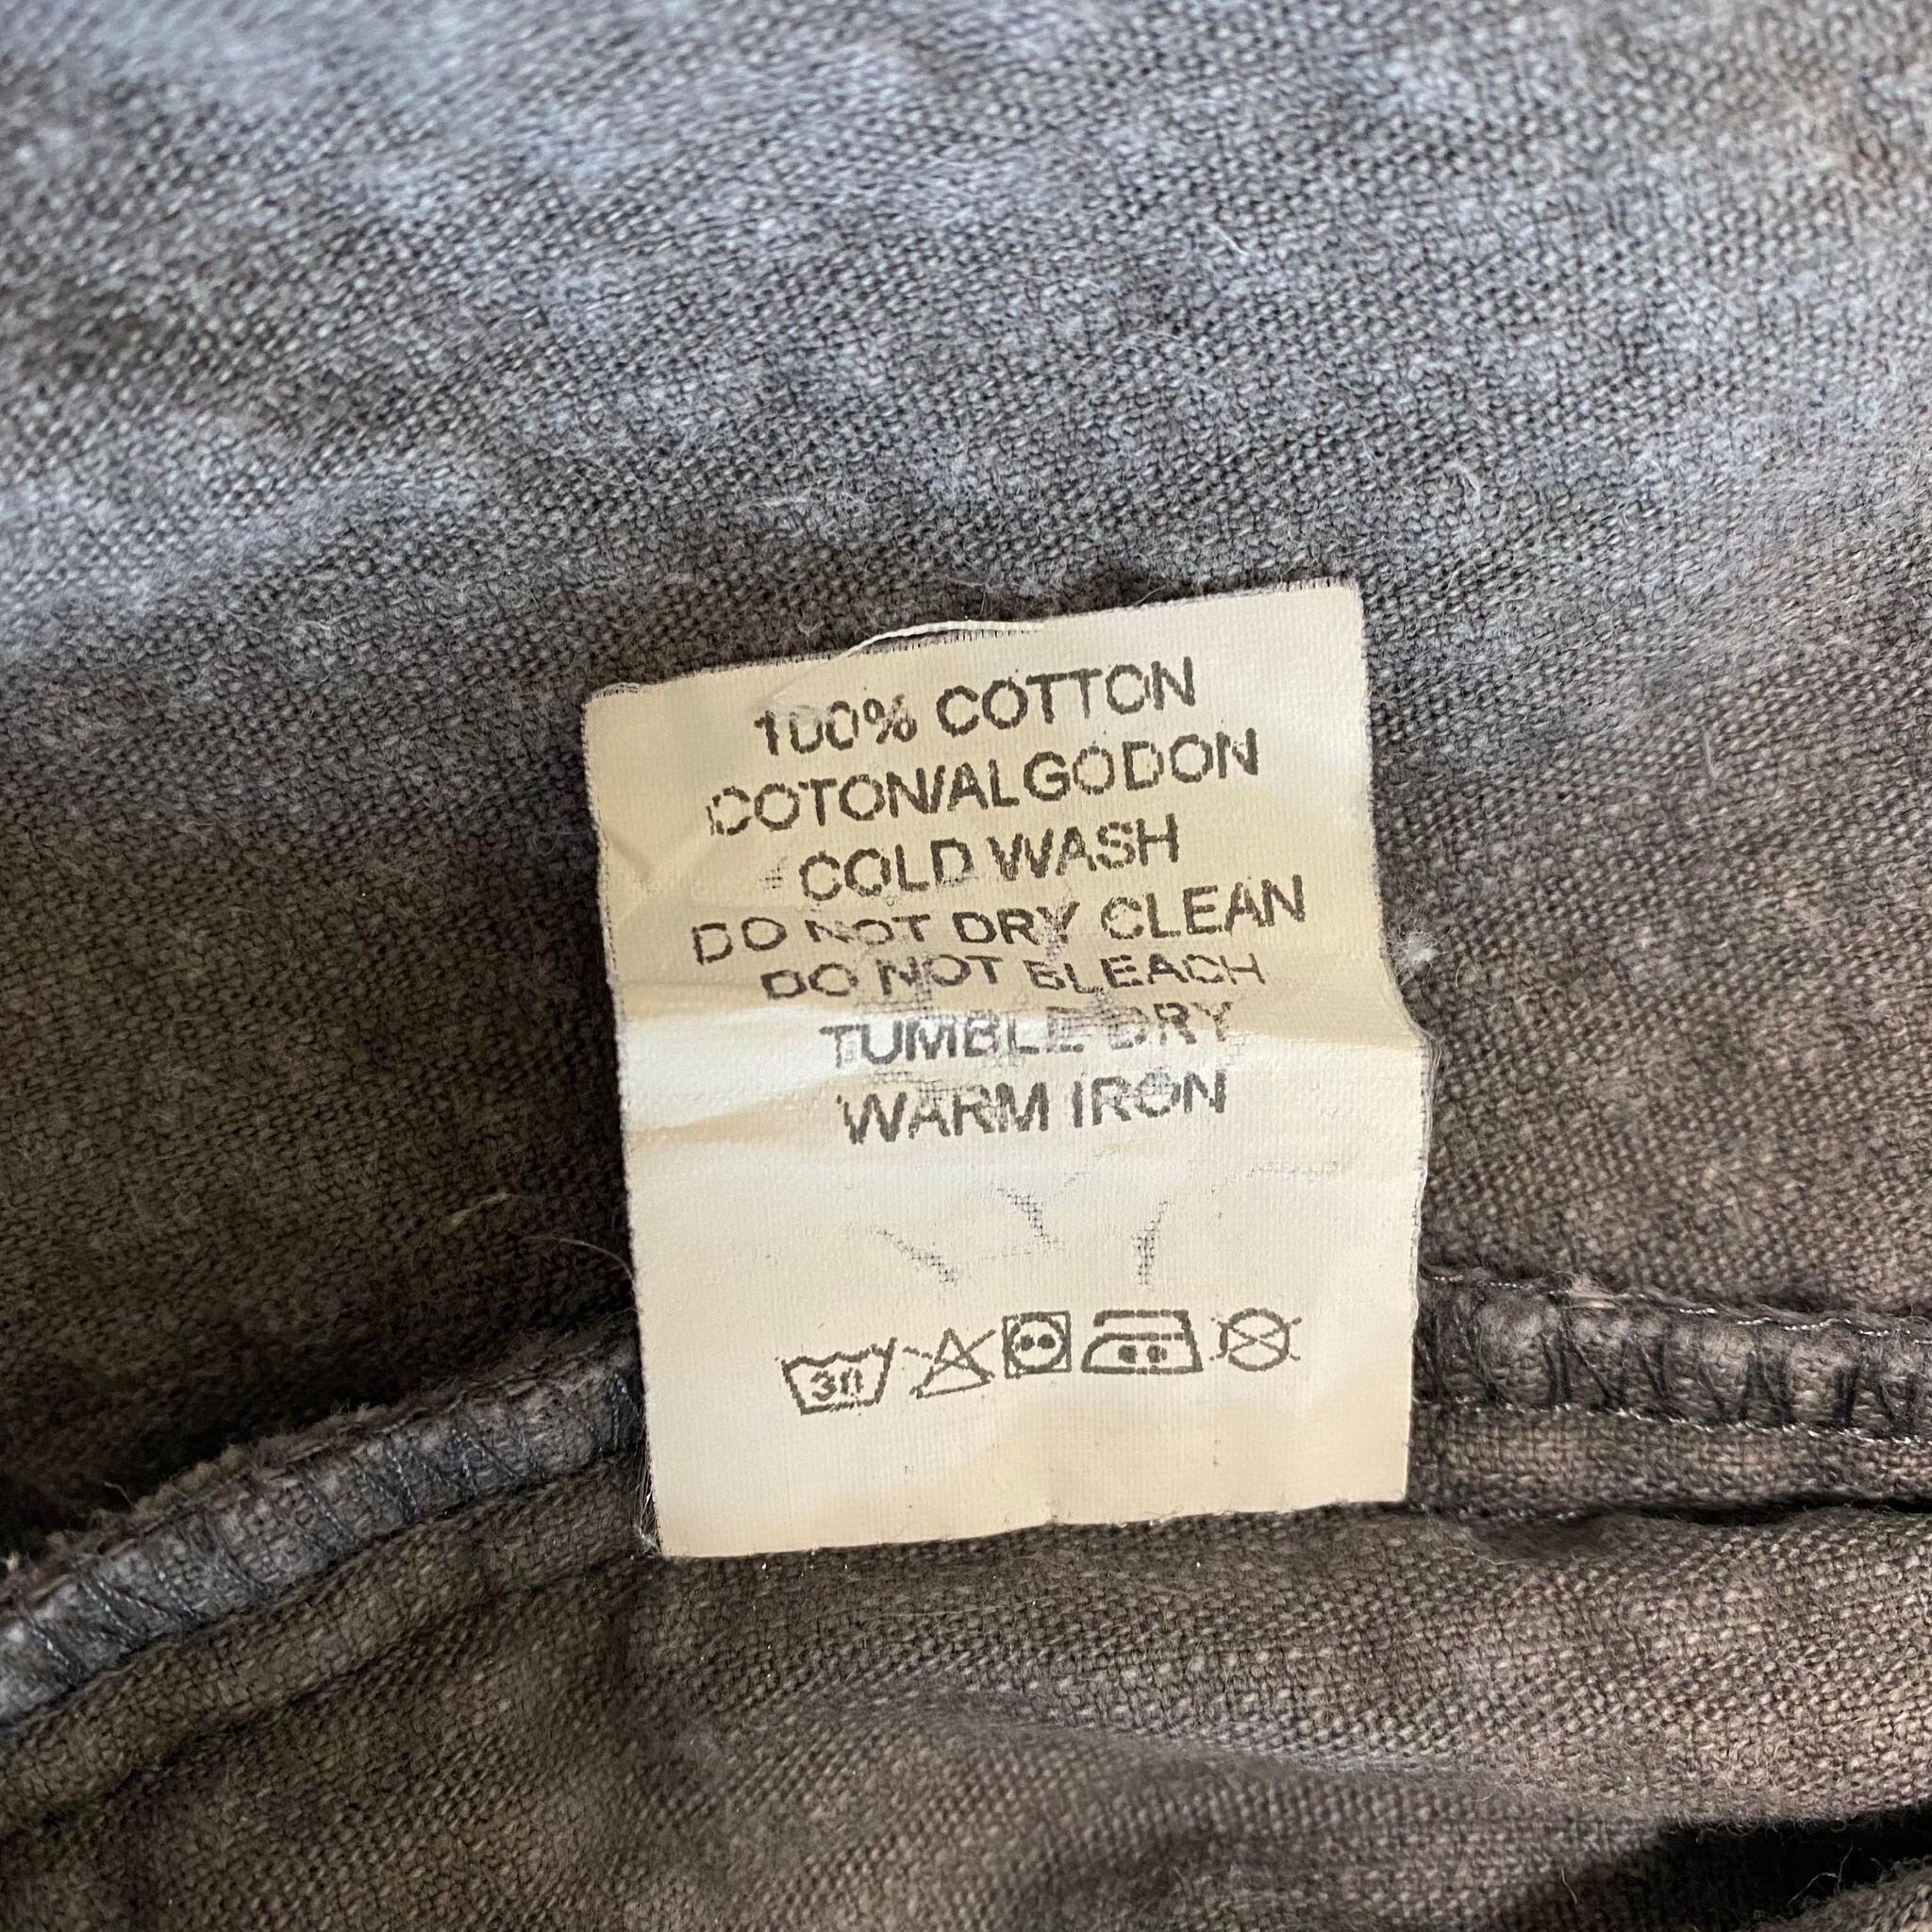 100% COTTON
COTON/ALGODON
COLD WASH
DO NOT DRY CLEAN
DO NOT BLEACH
TUMBLE DRY
WARM IRON
30